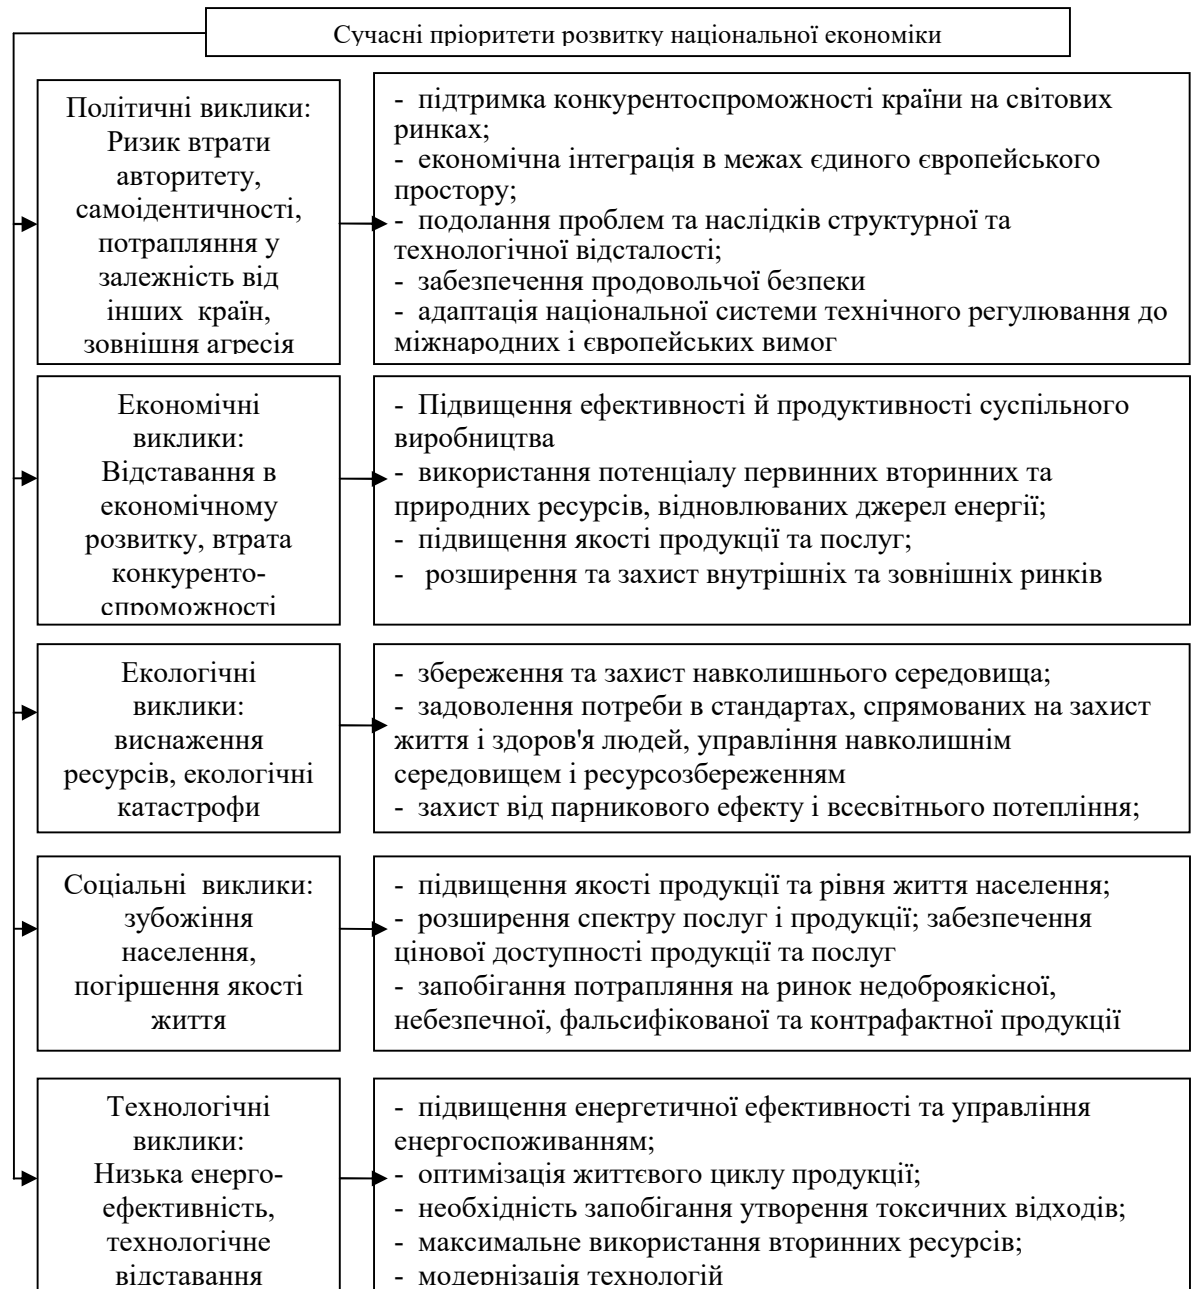 Сучасні пріоритети розвитку національної економіки
Політичні виклики:
Ризик втрати
авторитету,
самоідентичності,
потрапляння у
залежність від
інших країн,
зовнішня агресія
- підтримка конкурентоспроможності країни на світових
ринках;
- економічна інтеграція в межах єдиного європейського
простору;
- подолання проблем та наслідків структурної та
технологічної відсталості;
- забезпечення продовольчої безпеки
- адаптація національної системи технічного регулювання до
міжнародних і європейських вимог
Економічні
виклики:
Відставання в
економічному
розвитку, втрата
конкуренто-
спроможності
- Підвищення ефективності й продуктивності суспільного
виробництва
- використання потенціалу первинних вторинних та
природних ресурсів, відновлюваних джерел енергії;
- підвищення якості продукції та послуг;
- розширення та захист внутрішніх та зовнішніх ринків
Екологічні
виклики:
виснаження
ресурсів, екологічні
катастрофи
- збереження та захист навколишнього середовища;
- задоволення потреби в стандартах, спрямованих на захист
життя і здоров'я людей, управління навколишнім
середовищем і ресурсозбереженням
- захист від парникового ефекту і всесвітнього потепління;
Соціальні виклики:
зубожіння
населення,
погіршення якості
життя
- підвищення якості продукції та рівня життя населення;
- розширення спектру послуг і продукції; забезпечення
цінової доступності продукції та послуг
- запобігання потрапляння на ринок недоброякісної,
небезпечної, фальсифікованої та контрафактної продукції
Технологічні
виклики:
Низька енерго-
ефективність,
технологічне
відставання
- підвищення енергетичної ефективності та управління
енергоспоживанням;
- оптимізація життєвого циклу продукції;
- необхідність запобігання утворення токсичних відходів;
- максимальне використання вторинних ресурсів;
- модернізація технологій